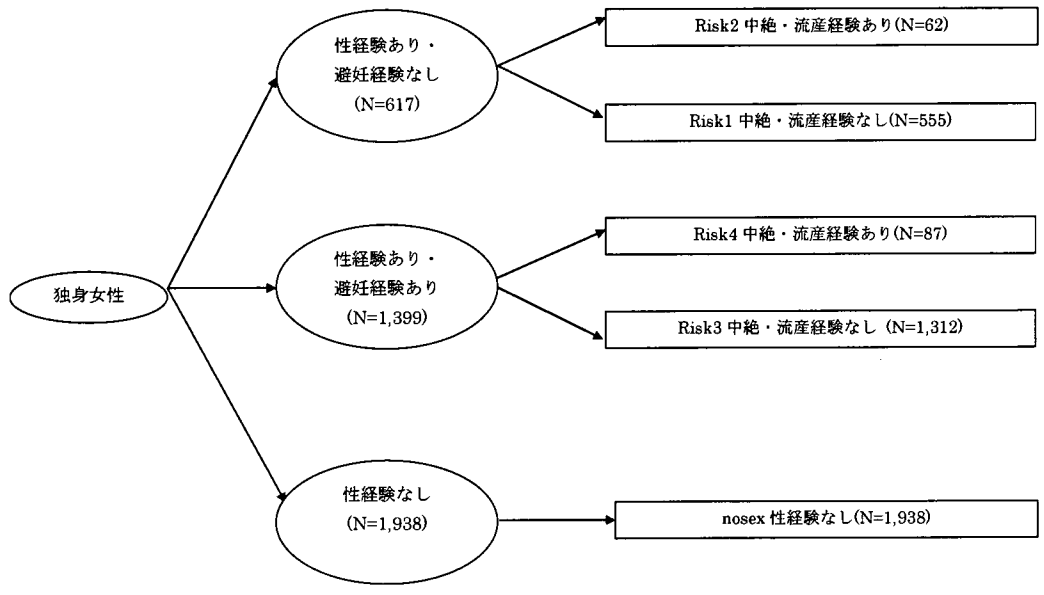 独身女性
性経験あり・
避妊経験なし
(N=617)
Risk2 中絶・流産経験あり(N=62)
Risk1 中絶・流産経験なし(N=555)
性経験あり・
避妊経験あり
(N=1,399)
Risk4 中絶・流産経験あり(N=87)
Risk3 中絶・流産経験なし (N=1,312)
性経験なし
(N=1,938)
nosex 性経験なし(N=1,938)